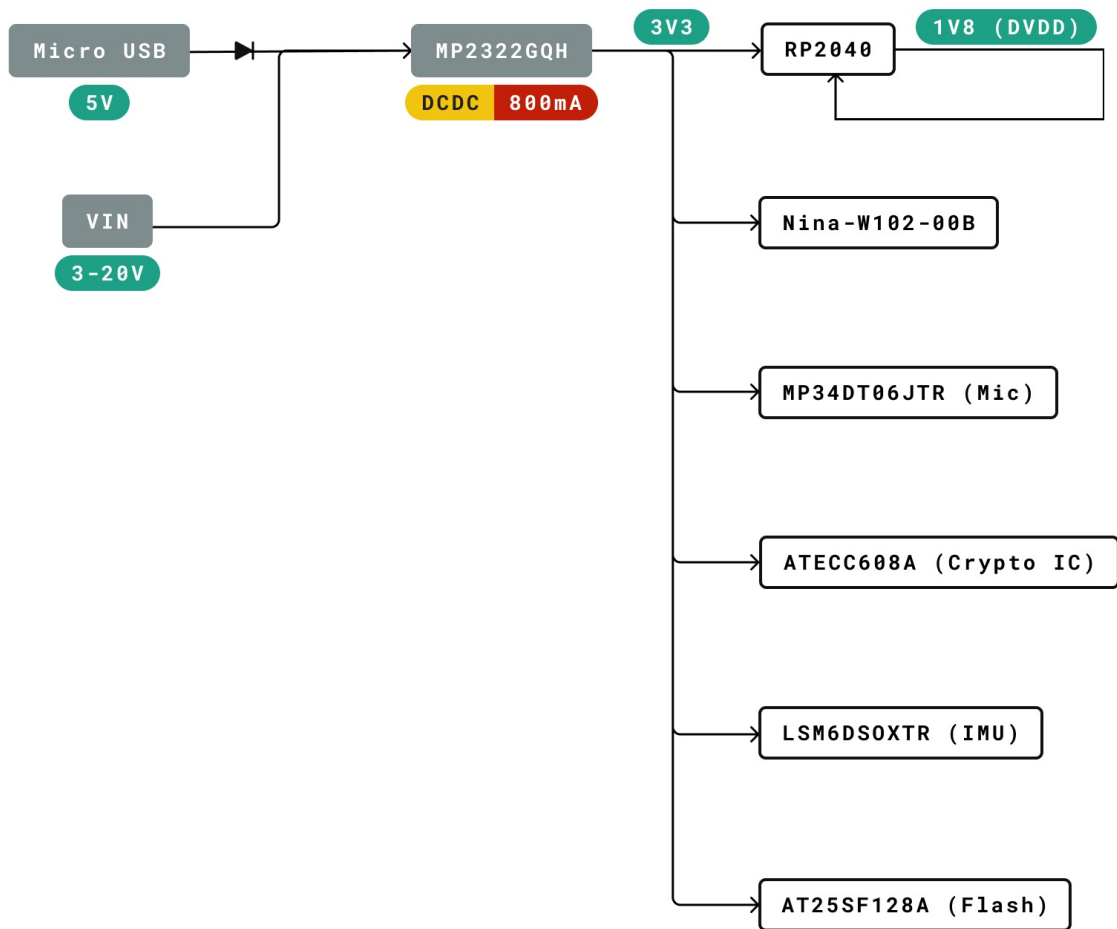 Micro USB
5V
VIN
3-20V
MP2322GQH
DCDC 800mA
3V3
RP2040
1V8 (DVDD)
Nina-W102-00B
MP34DT06JTR (Mic)
ATECC608A (Crypto IC)
LSM6DSOXTR (IMU)
AT25SF128A (Flash)